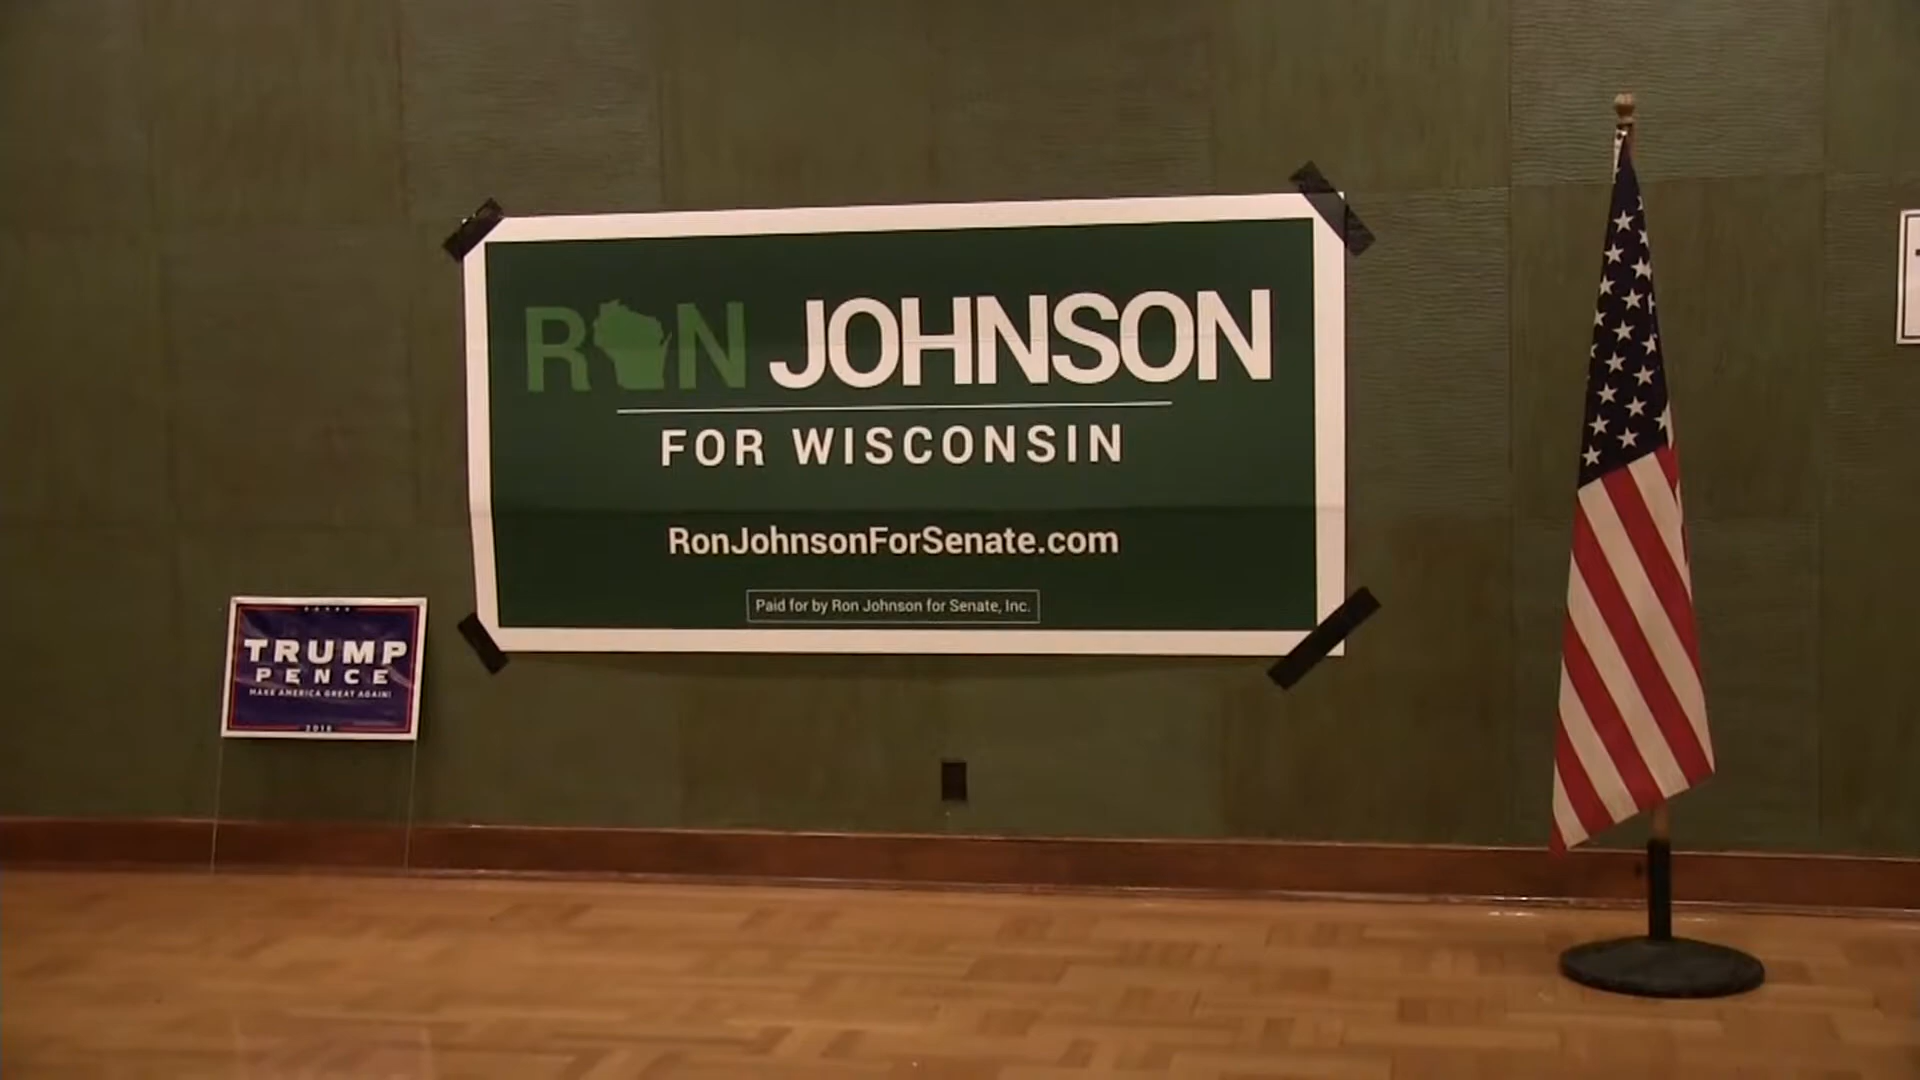 RON JOHNSON
FOR WISCONSIN
RonJohnsonForSenate.com
Paid for by Ron Johnson for Senate, Inc.
TRUMP
PENCE
MAKE AMERICA GREAT AGAIN!
2016